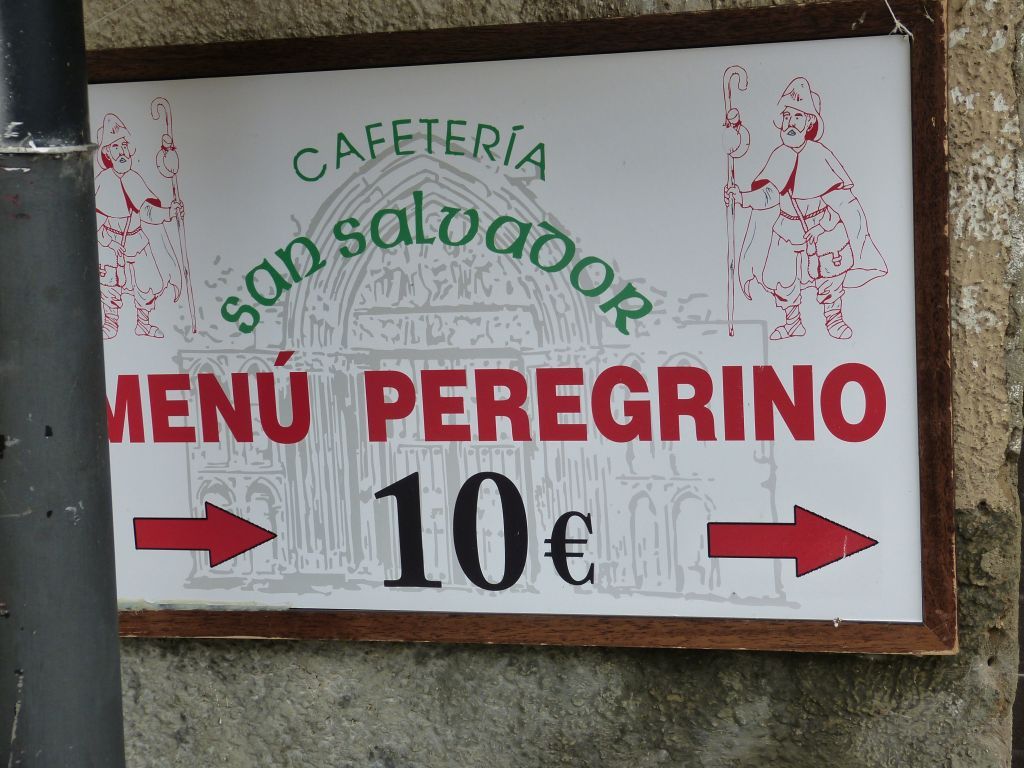 CAFETERÍA
san salvador
MENÚ PEREGRINO
10€